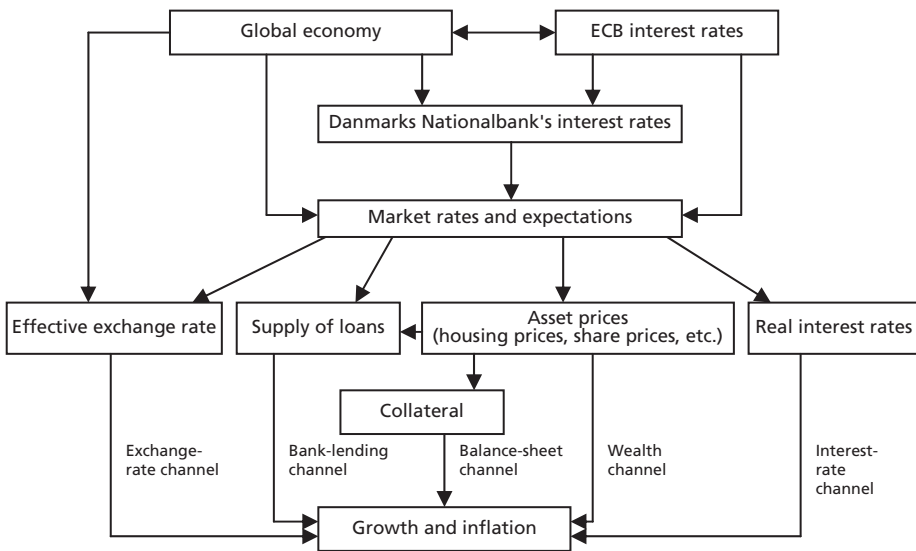 Global economy
ECB interest rates
Danmarks Nationalbank's interest rates
Market rates and expectations
Effective exchange rate
Supply of loans
Asset prices
(housing prices, share prices, etc.)
Real interest rates
Collateral
Exchange-
rate channel
Bank-lending
channel
Balance-sheet
channel
Wealth
channel
Interest-
rate
channel
Growth and inflation